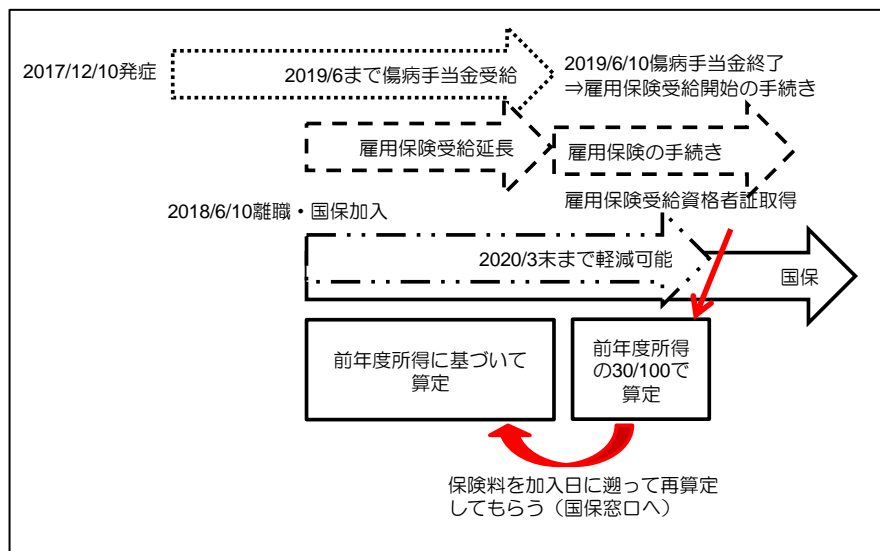 2017/12/10発症
2019/6まで傷病手当金受給
2019/6/10傷病手当金終了
⇒雇用保険受給開始の手続き
雇用保険受給延長
雇用保険の手続き
雇用保険受給資格者証取得
2018/6/10離職・国保加入
2020/3末まで軽減可能
国保
前年度所得に基づいて
算定
前年度所得
の30/100で
算定
保険料を加入日に遡って再算定
してもらう（国保窓口へ）